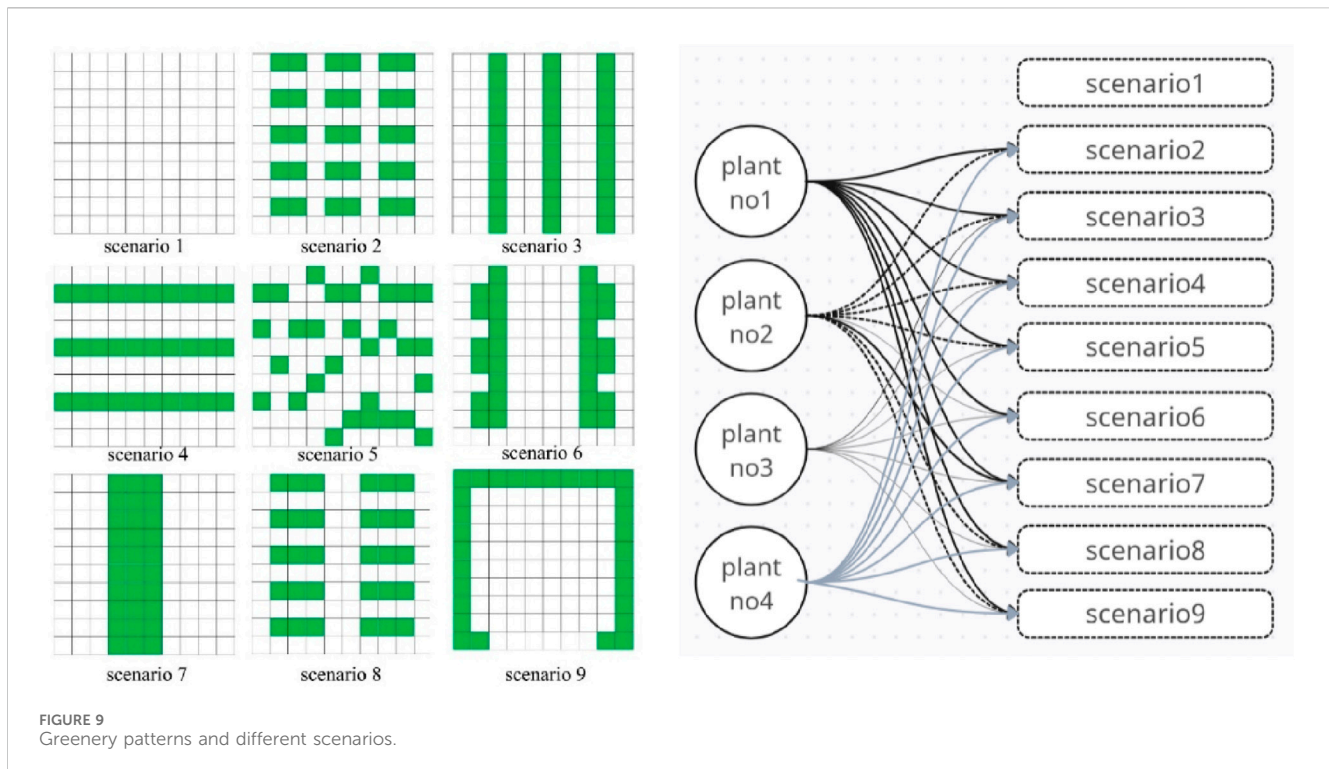 scenario 1
scenario 2
scenario 3
scenario 4
scenario 5
scenario 6
scenario 7
scenario 8
scenario 9
plant
no1
plant
no2
plant
no3
plant
no4
scenario1
scenario2
scenario3
scenario4
scenario5
scenario6
scenario7
scenario8
scenario9
FIGURE 9
Greenery patterns and different scenarios.